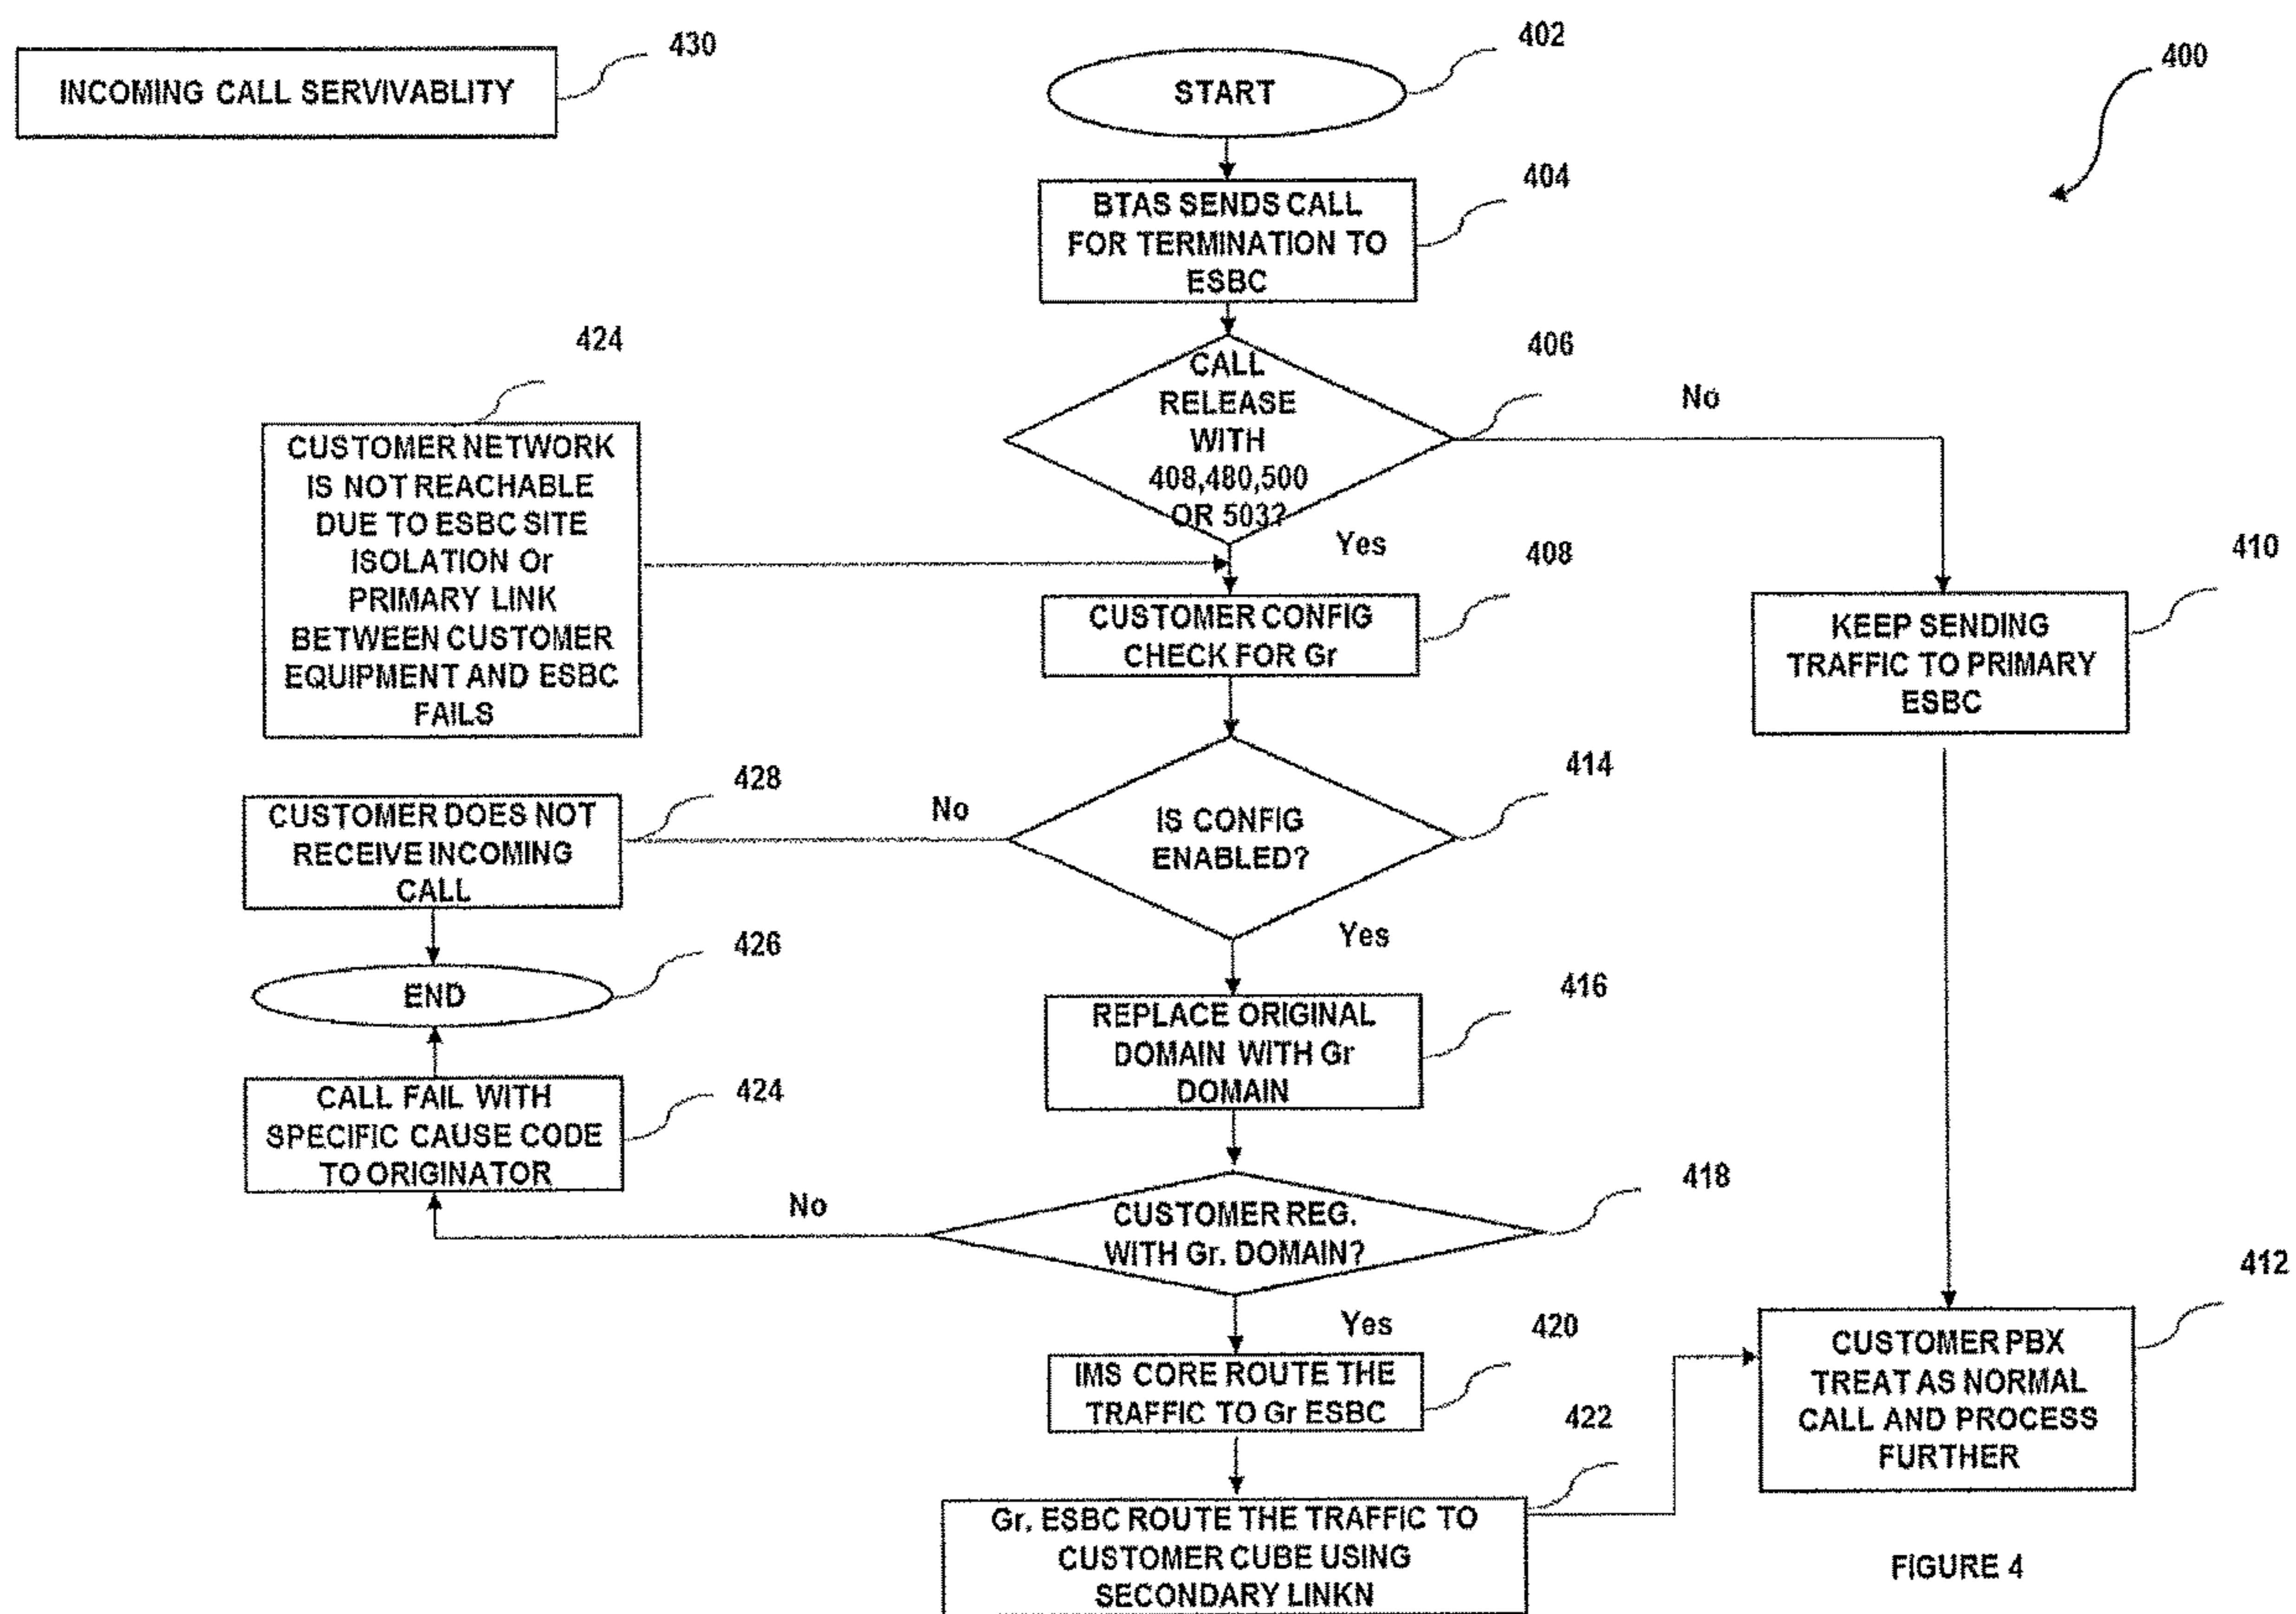 INCOMING CALL SERVIVABLITY
430
START
402
400
BTAS SENDS CALL
FOR TERMINATION TO
ESBC
404
CALL
RELEASE
WITH
408,480,500
OR 503?
406
No
Yes
424
CUSTOMER NETWORK
IS NOT REACHABLE
DUE TO ESBC SITE
ISOLATION Or
PRIMARY LINK
BETWEEN CUSTOMER
EQUIPMENT AND ESBC
FAILS
CUSTOMER CONFIG
CHECK FOR Gr
408
KEEP SENDING
TRAFFIC TO PRIMARY
ESBC
410
IS CONFIG
ENABLED?
414
No
Yes
CUSTOMER DOES NOT
RECEIVE INCOMING
CALL
428
END
426
REPLACE ORIGINAL
DOMAIN WITH Gr
DOMAIN
416
CALL FAIL WITH
SPECIFIC CAUSE CODE
TO ORIGINATOR
424
CUSTOMER REG.
WITH Gr. DOMAIN?
418
No
Yes
IMS CORE ROUTE THE
TRAFFIC TO Gr ESBC
420
Gr. ESBC ROUTE THE TRAFFIC TO
CUSTOMER CUBE USING
SECONDARY LINKN
422
CUSTOMER PBX
TREAT AS NORMAL
CALL AND PROCESS
FURTHER
412
FIGURE 4